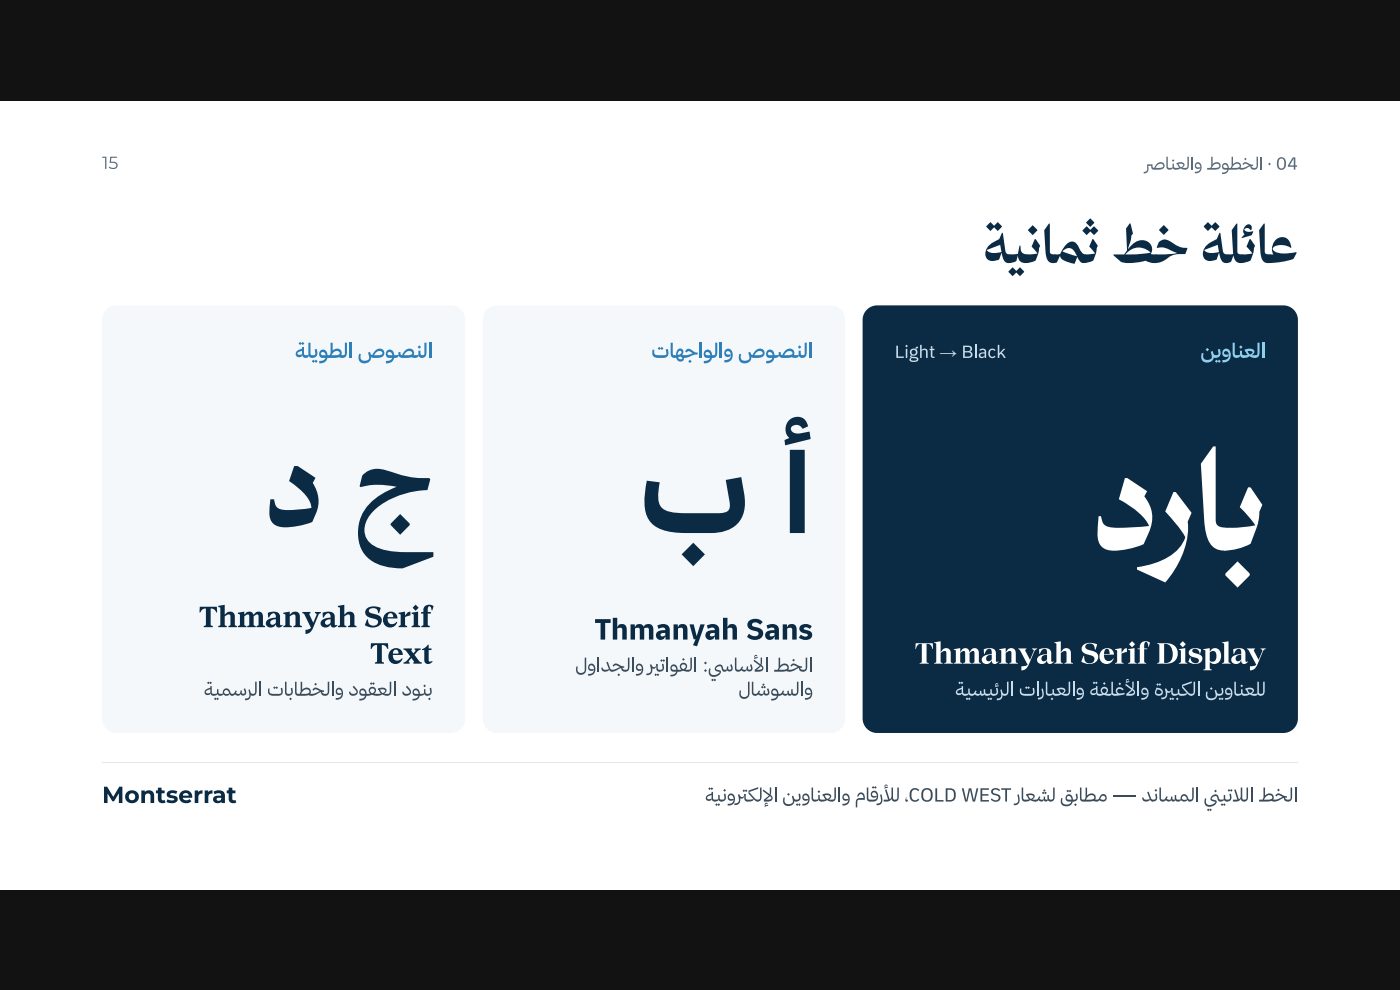 04 · الخطوط والعناصر
15
عائلة خط ثمانية
العناوين
Light → Black
بارد
Thmanyah Serif Display
للعناوين الكبيرة والأغلفة والعبارات الرئيسية
النصوص والواجهات
أ ب
Thmanyah Sans
الخط الأساسي: الفواتير والجداول
والسوشال
النصوص الطويلة
ج د
Thmanyah Serif
Text
بنود العقود والخطابات الرسمية
الخط اللاتيني المساند — مطابق لشعار COLD WEST، للأرقام والعناوين الإلكترونية
Montserrat